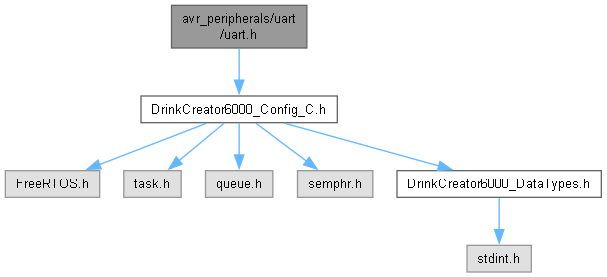 avr_peripherals/uart
/uart.h
DrinkCreator6000_Config_C.h
FreeRTOS.h
task.h
queue.h
semphr.h
DrinkCreator6000_DataTypes.h
stdint.h